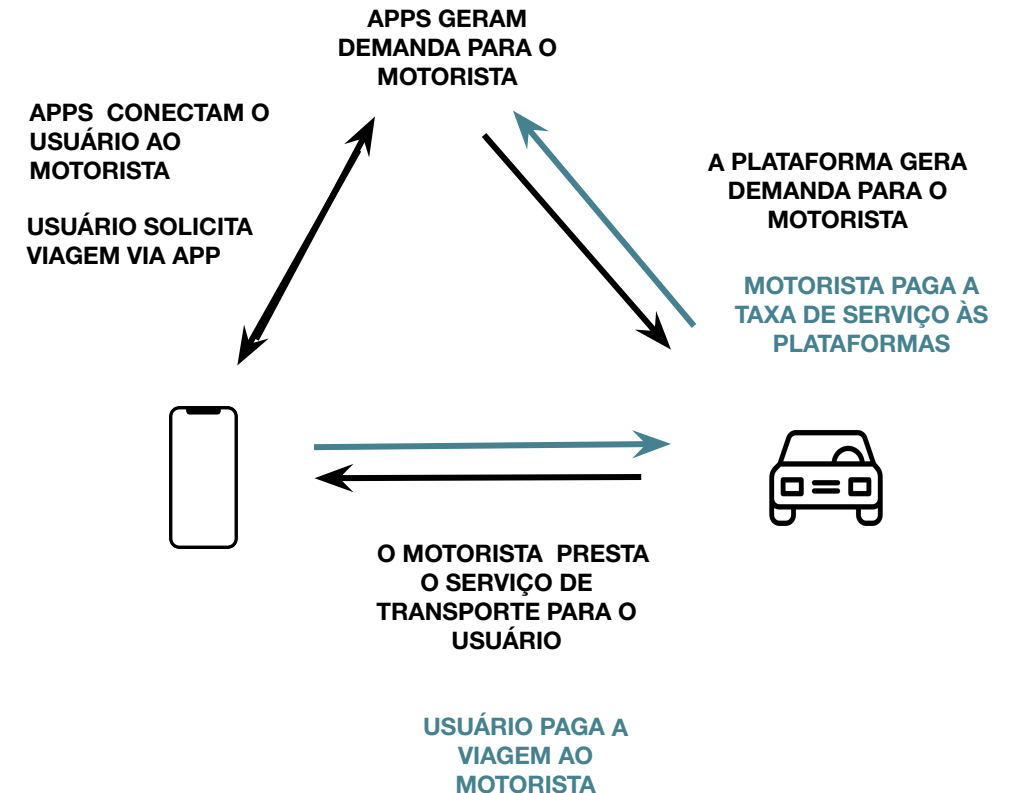 APPS GERAM
DEMANDA PARA O
MOTORISTA
APPS CONECTAM O
USUÁRIO AO
MOTORISTA
USUÁRIO SOLICITA
VIAGEM VIA APP
A PLATAFORMA GERA
DEMANDA PARA O
MOTORISTA
MOTORISTA PAGA A
TAXA DE SERVIÇO ÀS
PLATAFORMAS
O MOTORISTA PRESTA
O SERVIÇO DE
TRANSPORTE PARA O
USUÁRIO
USUÁRIO PAGA A
VIAGEM AO
MOTORISTA